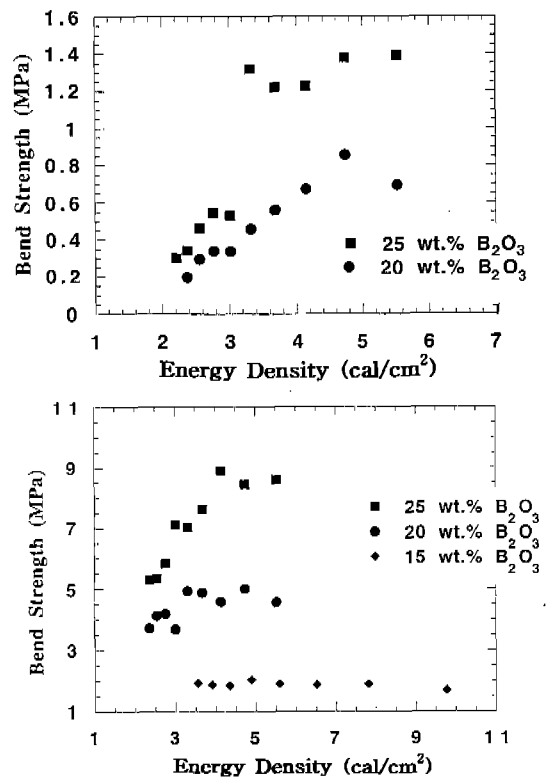 1.6
1.4
1.2
1
0.8
0.6
0.4
0.2
0
Bend Strength (MPa)
25 wt.% B₂O₃
20 wt.% B₂O₃
1 2 3 4 5 6 7
Energy Density (cal/cm²)
11
9
7
5
3
1
Bend Strength (MPa)
25 wt.% B₂O₃
20 wt.% B₂O₃
15 wt.% B₂O₃
1 3 5 7 9 11
Energy Density (cal/cm²)